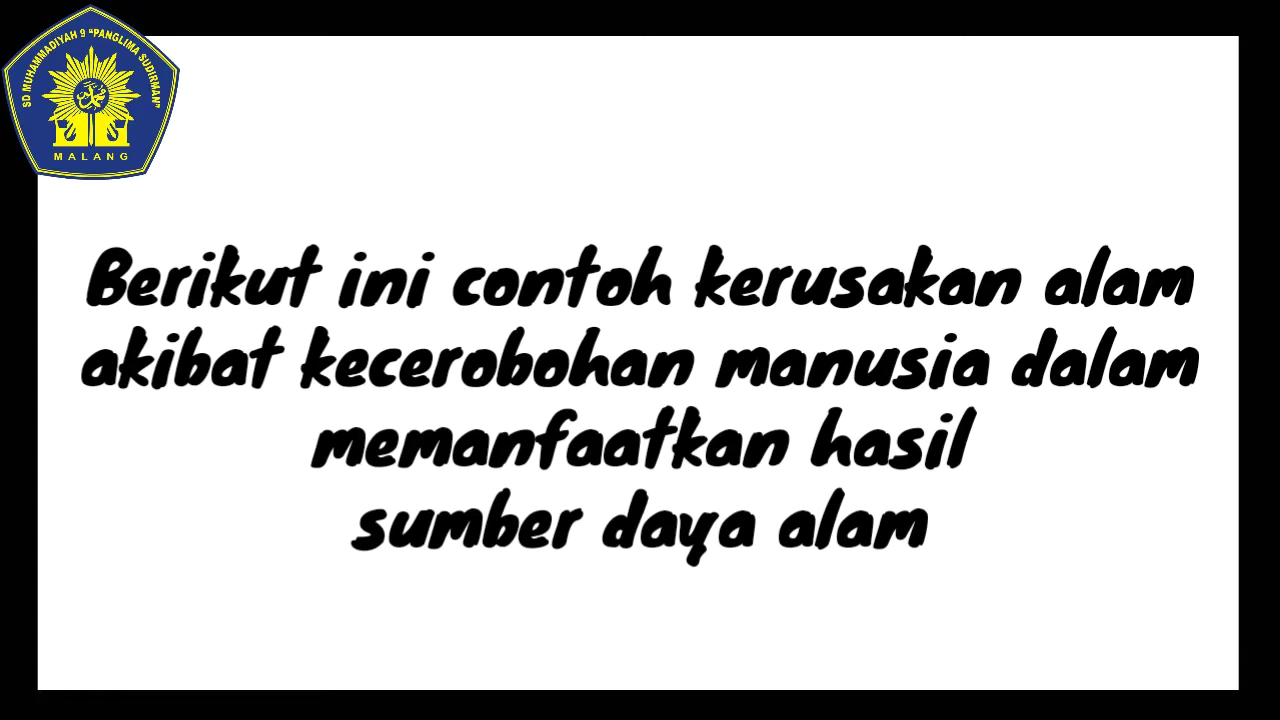 SD MUHAMMADIYAH 9 "PANGLIMA SUDIRMAN"
MALANG
Berikut ini contoh kerusakan alam
akibat kecerobohan manusia dalam
memanfaatkan hasil
sumber daya alam